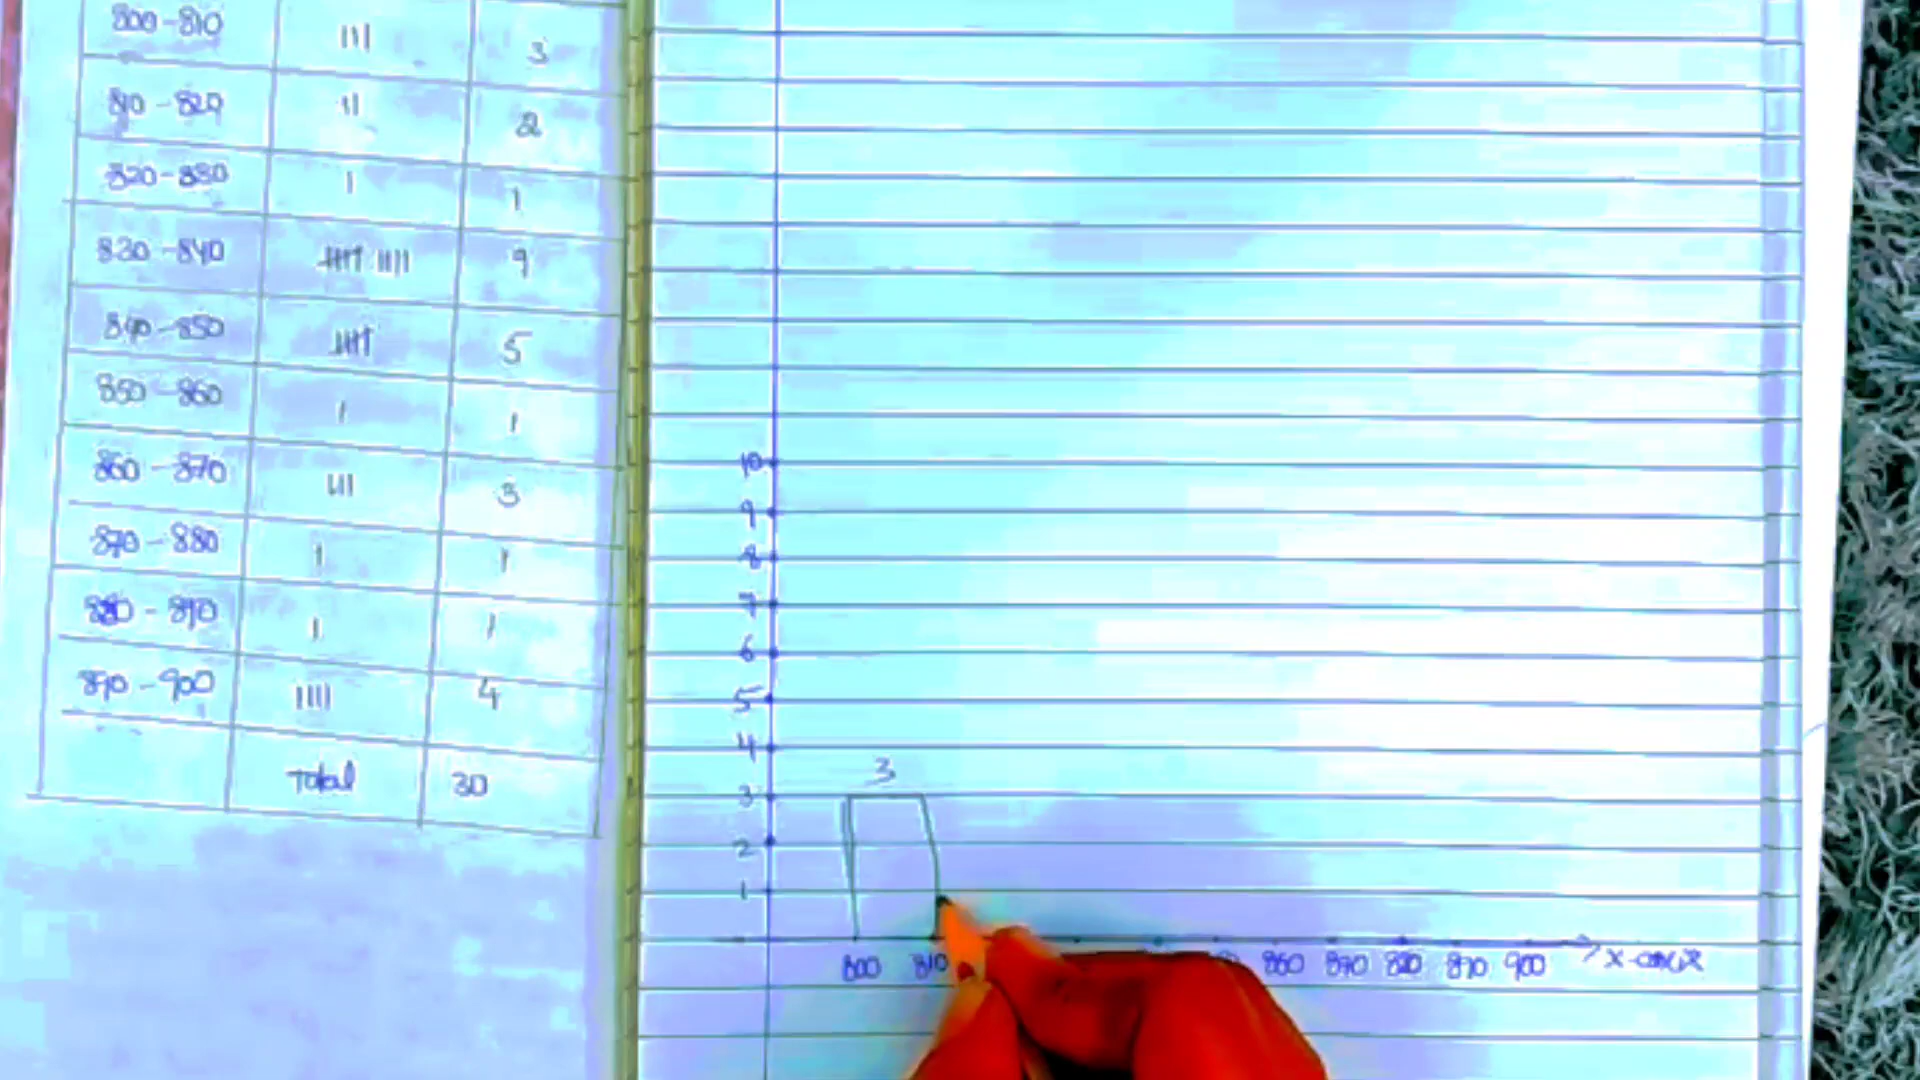 800-810 ||| 3
810-820 || 2
820-830 | 1
830-840 |||| |||| 9
840-850 |||| 5
850-860 | 1
860-870 ||| 3
870-880 | 1
880-890 | 1
890-900 |||| 4
Total 30
10
9
8
7
6
5
4
3
3
2
1
800 810 860 870 880 890 900 x-axis